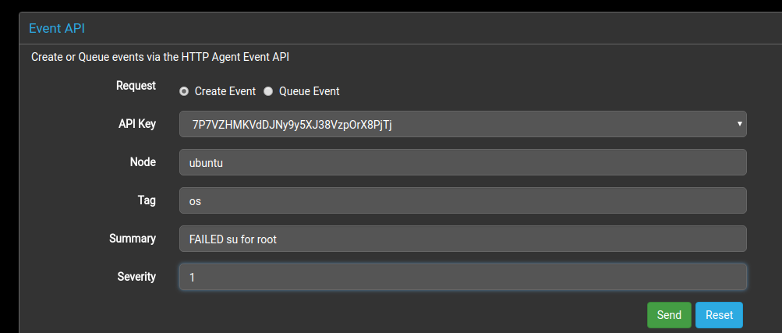 Event API
Create or Queue events via the HTTP Agent Event API
Request Create Event Queue Event
API Key 7P7VZHMKVdDJNy9y5XJ38VzpOrX8PjTj
Node ubuntu
Tag os
Summary FAILED su for root
Severity 1
Send Reset